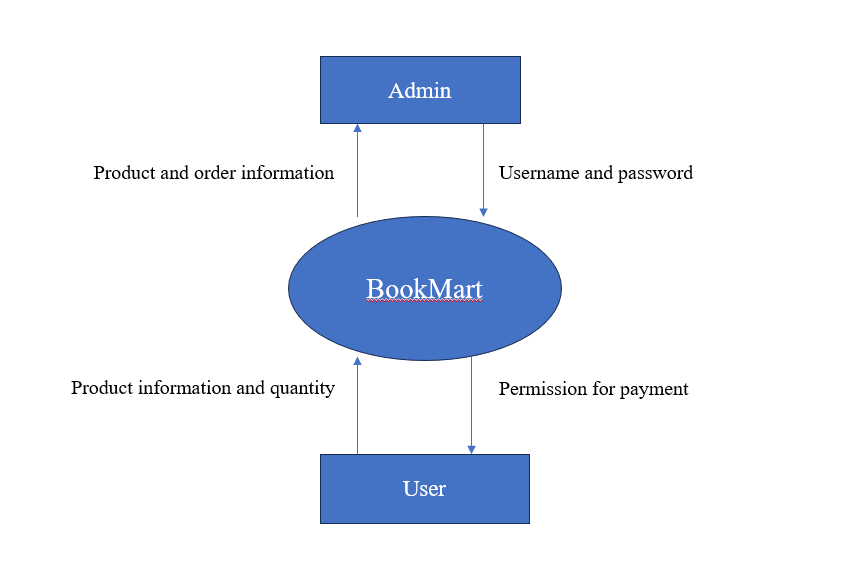 Admin
Product and order information
Username and password
BookMart
Product information and quantity
Permission for payment
User